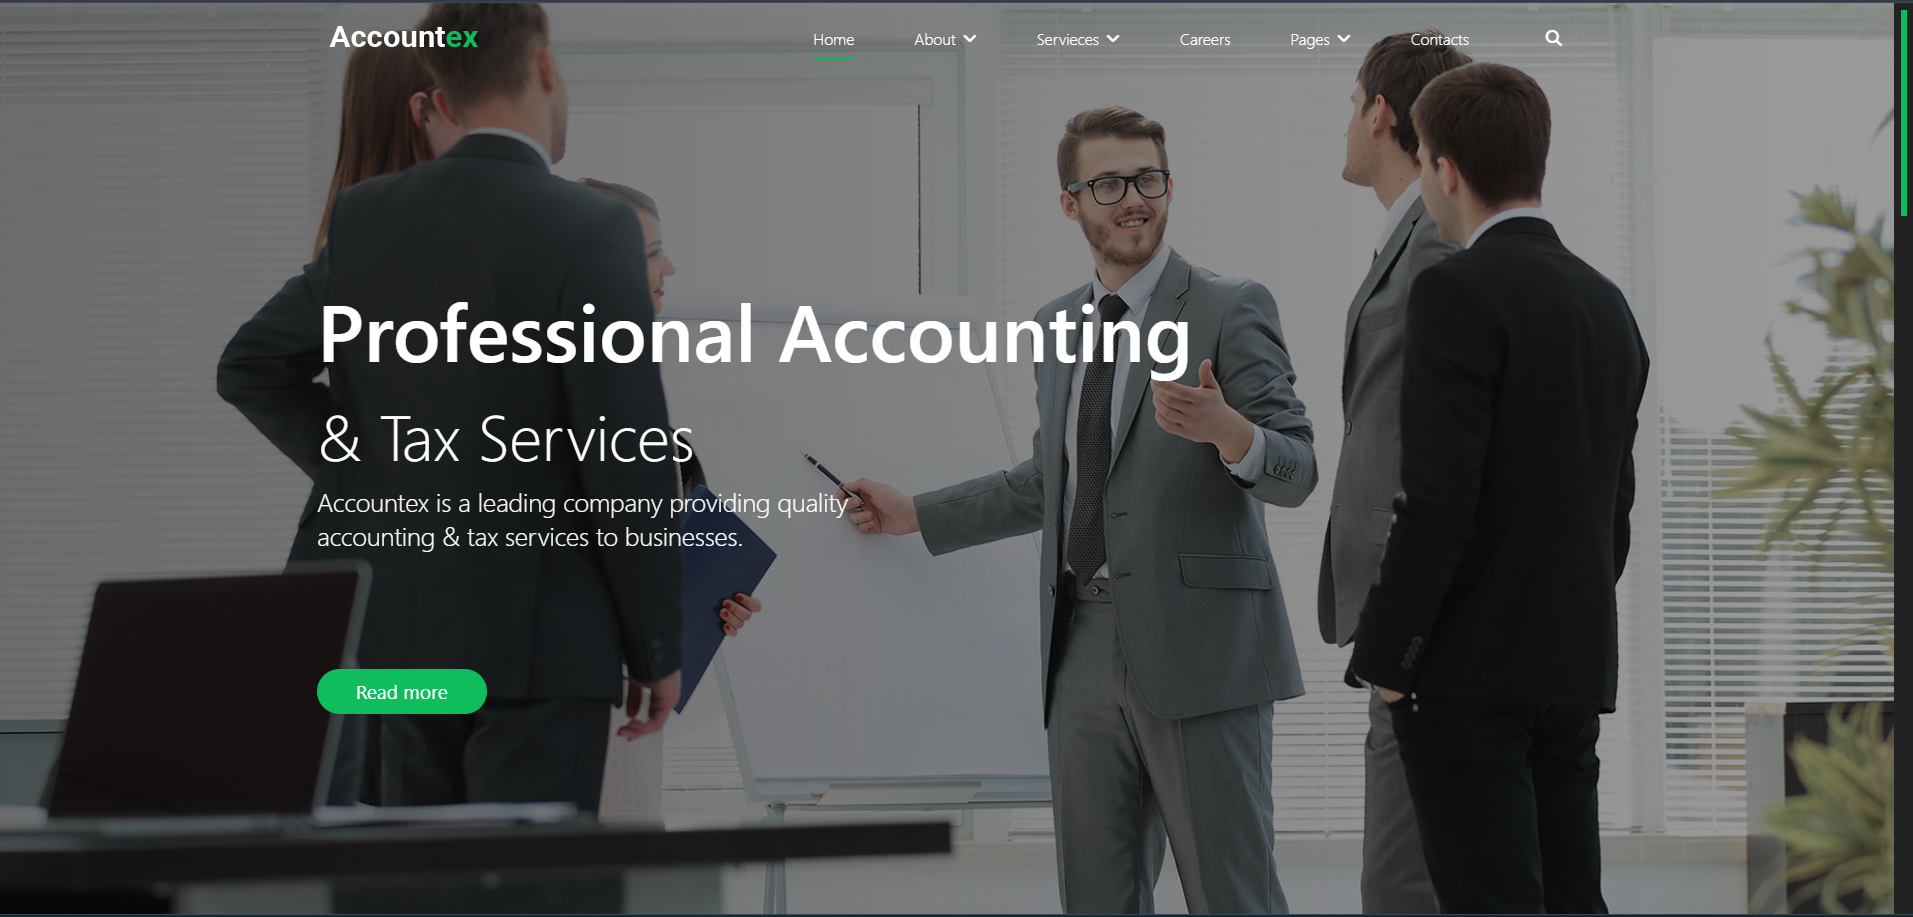 Accountex
Home About Servieces Careers Pages Contacts
Professional Accounting
& Tax Services
Accountex is a leading company providing quality
accounting & tax services to businesses.
Read more